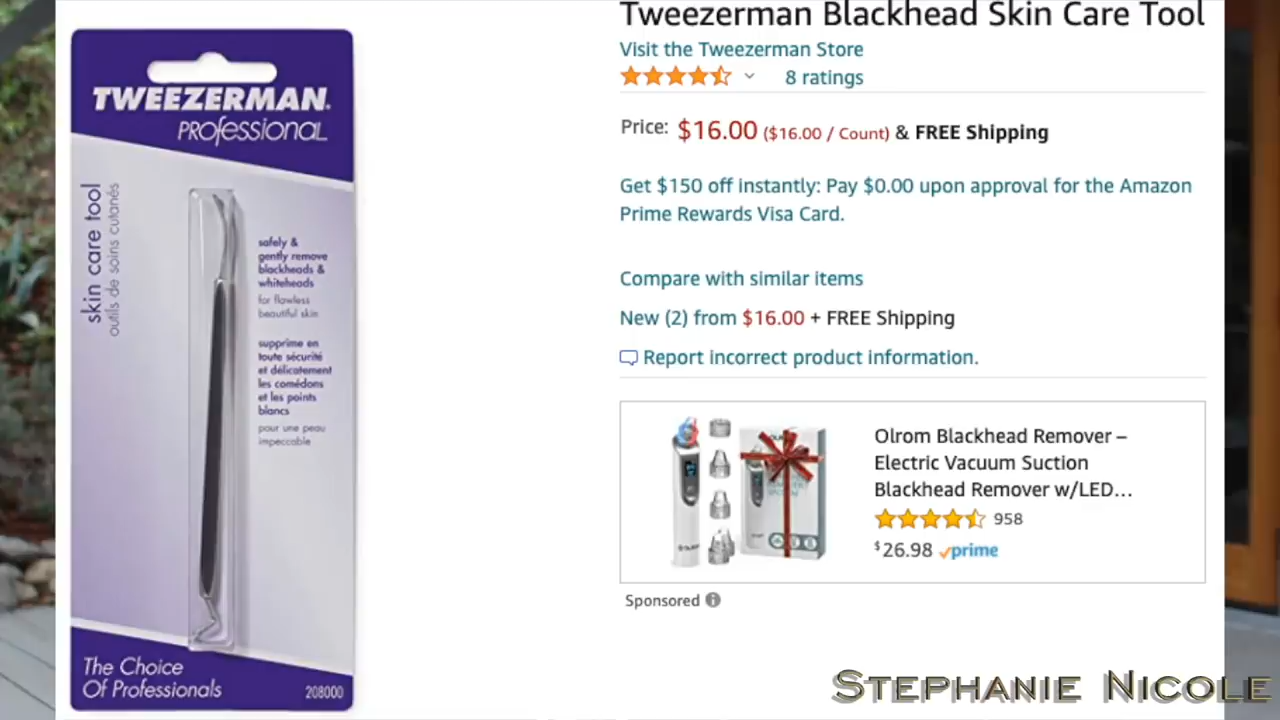 TWEEZERMAN®
PROfessiONAL
skin care tool
outils de soins cutanés
safely &
gently remove
blackheads &
whiteheads
for flawless
beautiful skin
supprime en
toute sécurité
et délicatement
les comédons
et les points
blancs
pour une peau
impeccable
The Choice
Of Professionals
208000
Tweezerman Blackhead Skin Care Tool
Visit the Tweezerman Store
8 ratings
Price: $16.00 ($16.00 / Count) & FREE Shipping
Get $150 off instantly: Pay $0.00 upon approval for the Amazon
Prime Rewards Visa Card.
Compare with similar items
New (2) from $16.00 + FREE Shipping
Report incorrect product information.
Olrom Blackhead Remover –
Electric Vacuum Suction
Blackhead Remover w/LED...
958
$26.98 prime
Sponsored
STEPHANIE NICOLE